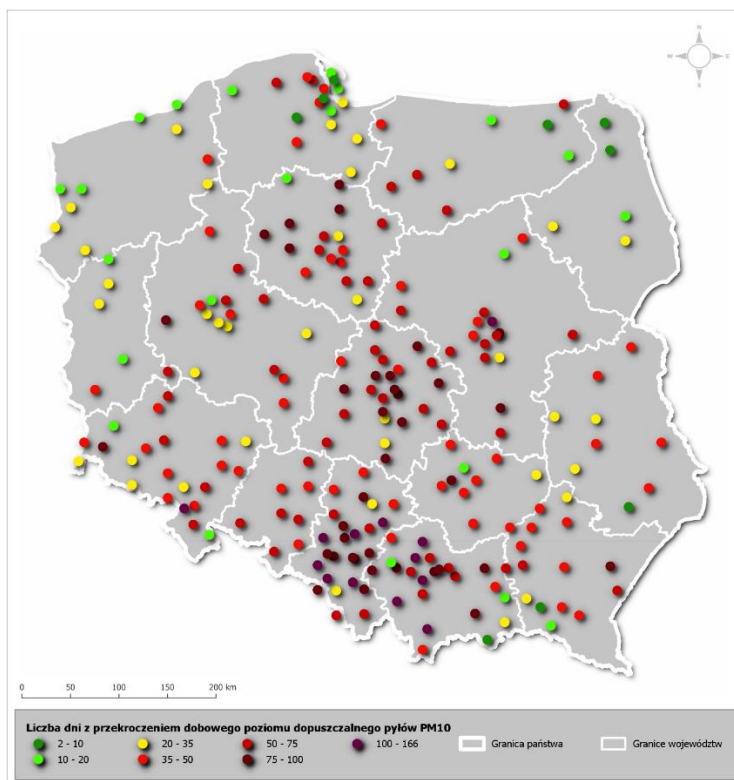 N
W E
S
0 50 100 150 200 km
Liczba dni z przekroczeniem dobowego poziomu dopuszczalnego pyłów PM10
2 - 10 20 - 35 50 - 75 100 - 166 Granica państwa Granice województw
10 - 20 35 - 50 75 - 100